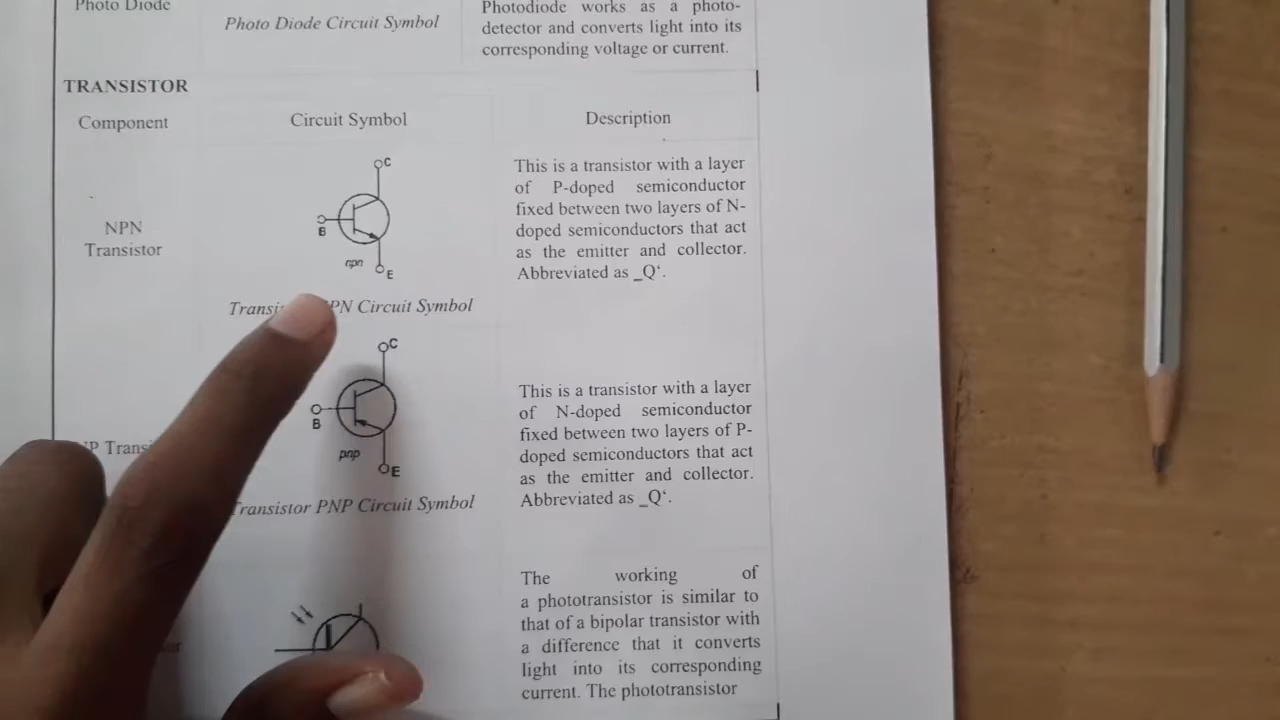 Photo Diode
Photo Diode Circuit Symbol
Photodiode works as a photo-
detector and converts light into its
corresponding voltage or current.
TRANSISTOR
Component
Circuit Symbol
Description
NPN
Transistor
C
B
npn
E
Circuit Symbol
This is a transistor with a layer
of P-doped semiconductor
fixed between two layers of N-
doped semiconductors that act
as the emitter and collector.
Abbreviated as _Q‘.
C
B
pnp
E
Transistor PNP Circuit Symbol
This is a transistor with a layer
of N-doped semiconductor
fixed between two layers of P-
doped semiconductors that act
as the emitter and collector.
Abbreviated as _Q‘.
The working of
a phototransistor is similar to
that of a bipolar transistor with
a difference that it converts
light into its corresponding
current. The phototransistor